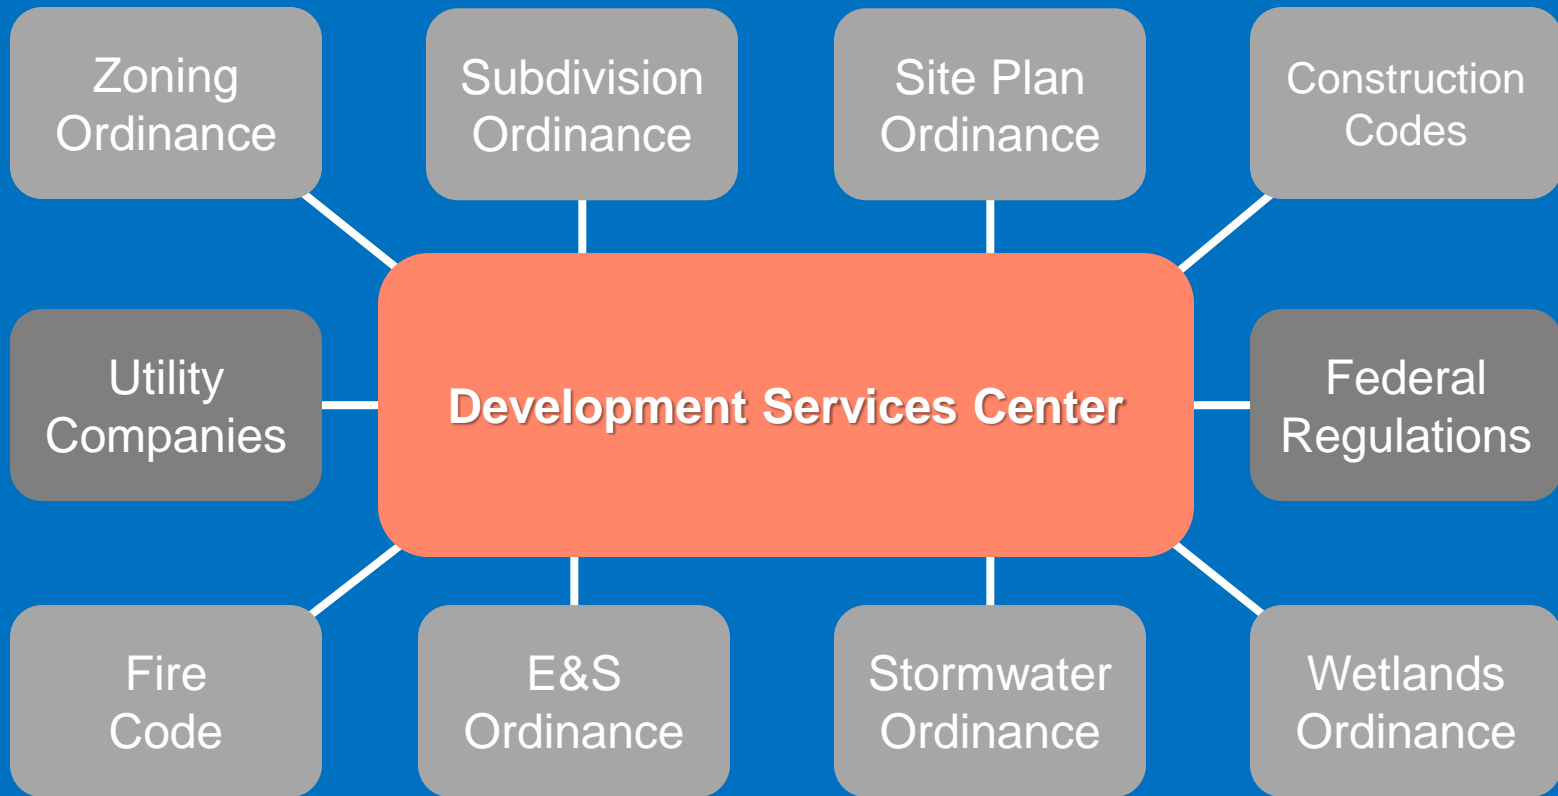 Zoning
Ordinance
Subdivision
Ordinance
Site Plan
Ordinance
Construction
Codes
Utility
Companies
Development Services Center
Federal
Regulations
Fire
Code
E&S
Ordinance
Stormwater
Ordinance
Wetlands
Ordinance